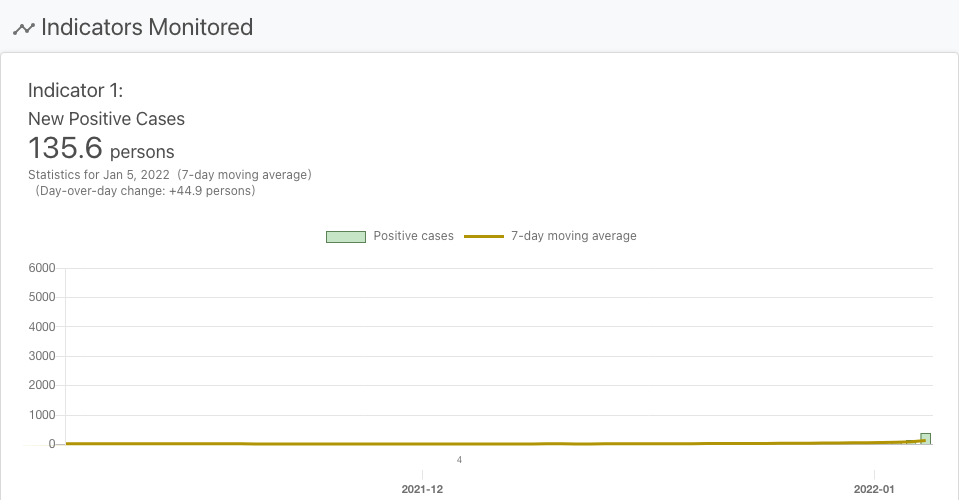 Indicators Monitored
Indicator 1:
New Positive Cases
135.6 persons
Statistics for Jan 5, 2022 (7-day moving average)
(Day-over-day change: +44.9 persons)
Positive cases 7-day moving average
6000
5000
4000
3000
2000
1000
0
4
2021-12 2022-01